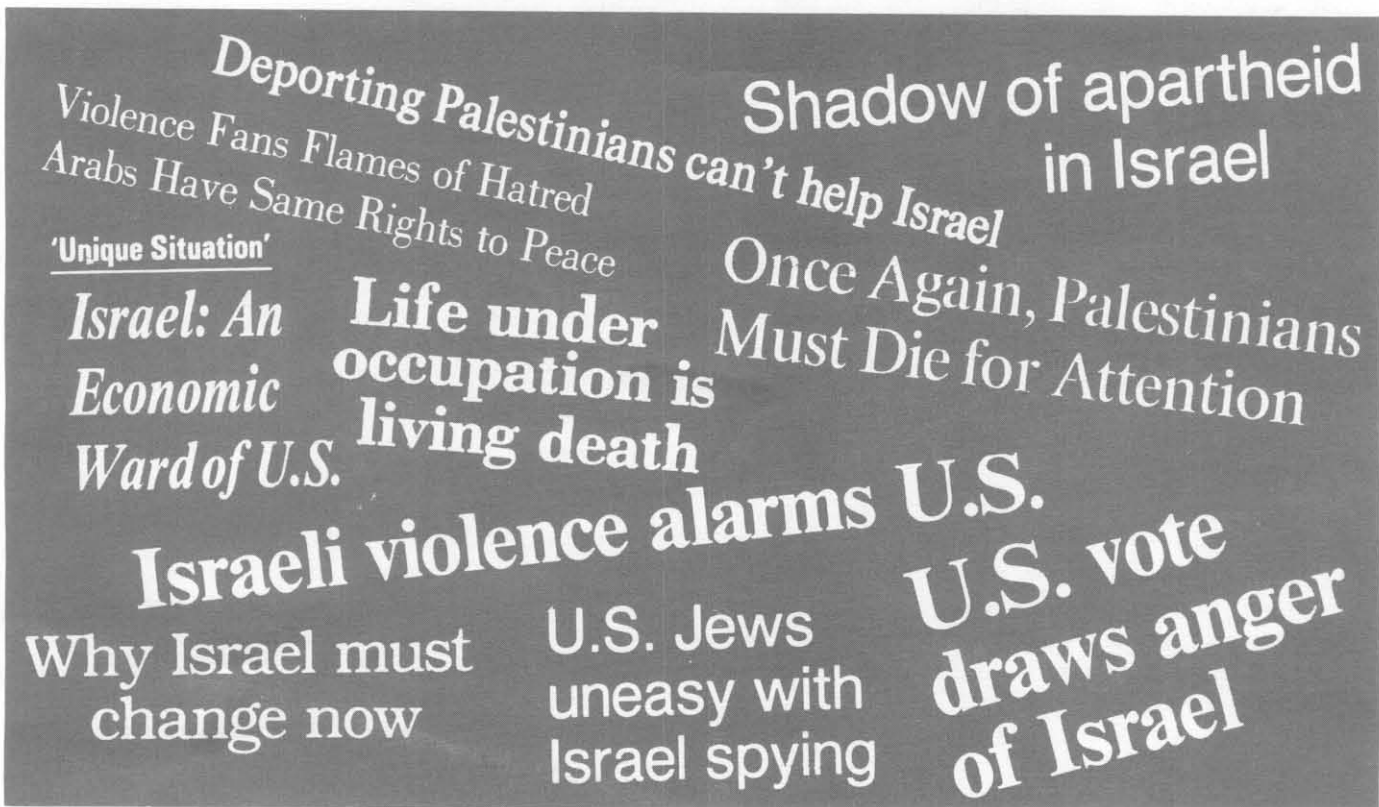 Deporting Palestinians can't help Israel
Violence Fans Flames of Hatred
Arabs Have Same Rights to Peace
Shadow of apartheid
in Israel
'Unique Situation'
Israel: An
Economic
Ward of U.S.
Life under
occupation is
living death
Once Again, Palestinians
Must Die for Attention
Israeli violence alarms U.S.
Why Israel must
change now
U.S. Jews
uneasy with
Israel spying
U.S. vote
draws anger
of Israel